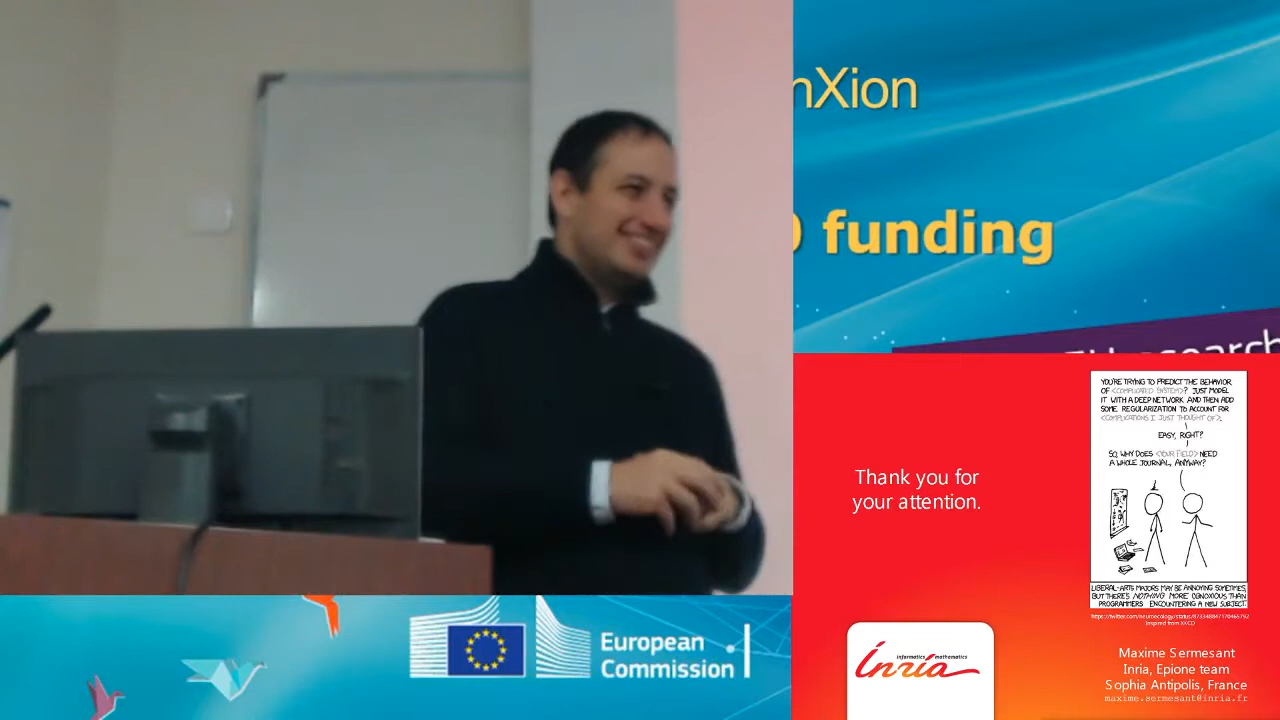 nXion
funding
YOU'RE TRYING TO PREDICT THE BEHAVIOR
OF <COMPLICATED SYSTEM>? JUST MODEL
IT WITH A DEEP NETWORK AND THEN ADD
SOME REGULARIZATION TO ACCOUNT FOR
<COMPLICATIONS I JUST THOUGHT OF>.
EASY, RIGHT?
SO, WHY DOES <YOUR FIELD> NEED
A WHOLE JOURNAL, ANYWAY?
LIBERAL-ARTS MAJORS MAY BE ANNOYING SOMETIMES,
BUT THERE'S NOTHING MORE OBNOXIOUS THAN
PROGRAMMERS ENCOUNTERING A NEW SUBJECT.
Inspired from XKCD
Thank you for
your attention.
informatics mathematics
Inria
Maxime Sermesant
Inria, Epione team
Sophia Antipolis, France
maxime.sermesant@inria.fr
European
Commission